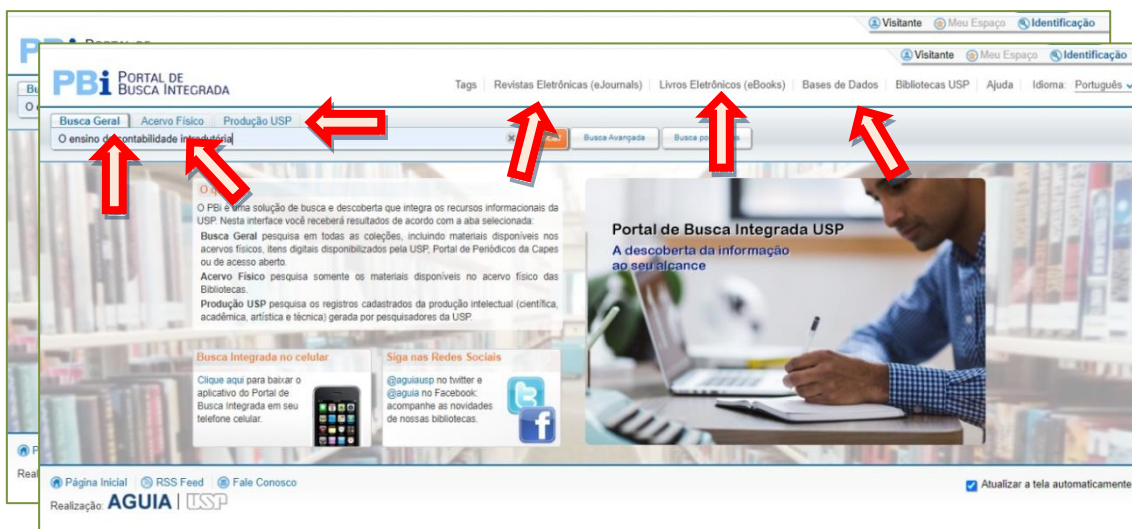 Visitante Meu Espaço Identificação
Visitante Meu Espaço Identificação
PBi PORTAL DE
BUSCA INTEGRADA
Tags Revistas Eletrônicas (eJournals) Livros Eletrônicos (eBooks) Bases de Dados Bibliotecas USP Ajuda Idioma: Português
Busca Geral Acervo Físico Produção USP
O ensino contabilidade
Busca Avançada Busca
O
O PBi é uma solução de busca e descoberta que integra os recursos informacionais da
USP. Nesta interface você receberá resultados de acordo com a aba selecionada:
Busca Geral pesquisa em todas as coleções, incluindo materiais disponíveis nos
acervos físicos, itens digitais disponibilizados pela USP, Portal de Periódicos da Capes
ou de acesso aberto.
Acervo Físico pesquisa somente os materiais disponíveis no acervo físico das
Bibliotecas.
Produção USP pesquisa os registros cadastrados da produção intelectual (científica,
acadêmica, artística e técnica) gerada por pesquisadores da USP.
Portal de Busca Integrada USP
A descoberta da informação
ao seu alcance
Busca Integrada no celular
Clique aqui para baixar o
aplicativo do Portal de
Busca Integrada em seu
telefone celular.
Siga nas Redes Sociais
@aguiausp no twitter e
@aguia no Facebook:
acompanhe as novidades
de nossas bibliotecas.
Página Inicial RSS Feed Fale Conosco
Atualizar a tela automaticamente
Realização: AGUIA | USP